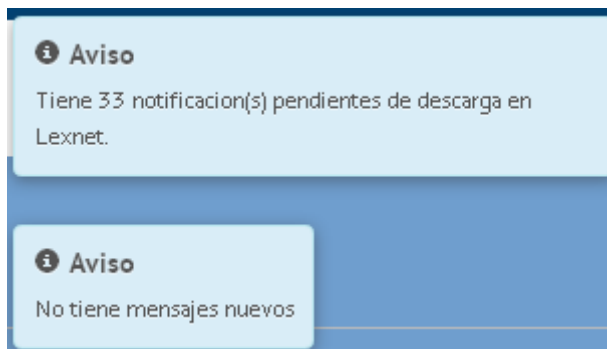 Aviso
Tiene 33 notificacion(s) pendientes de descarga en
Lexnet.
Aviso
No tiene mensajes nuevos